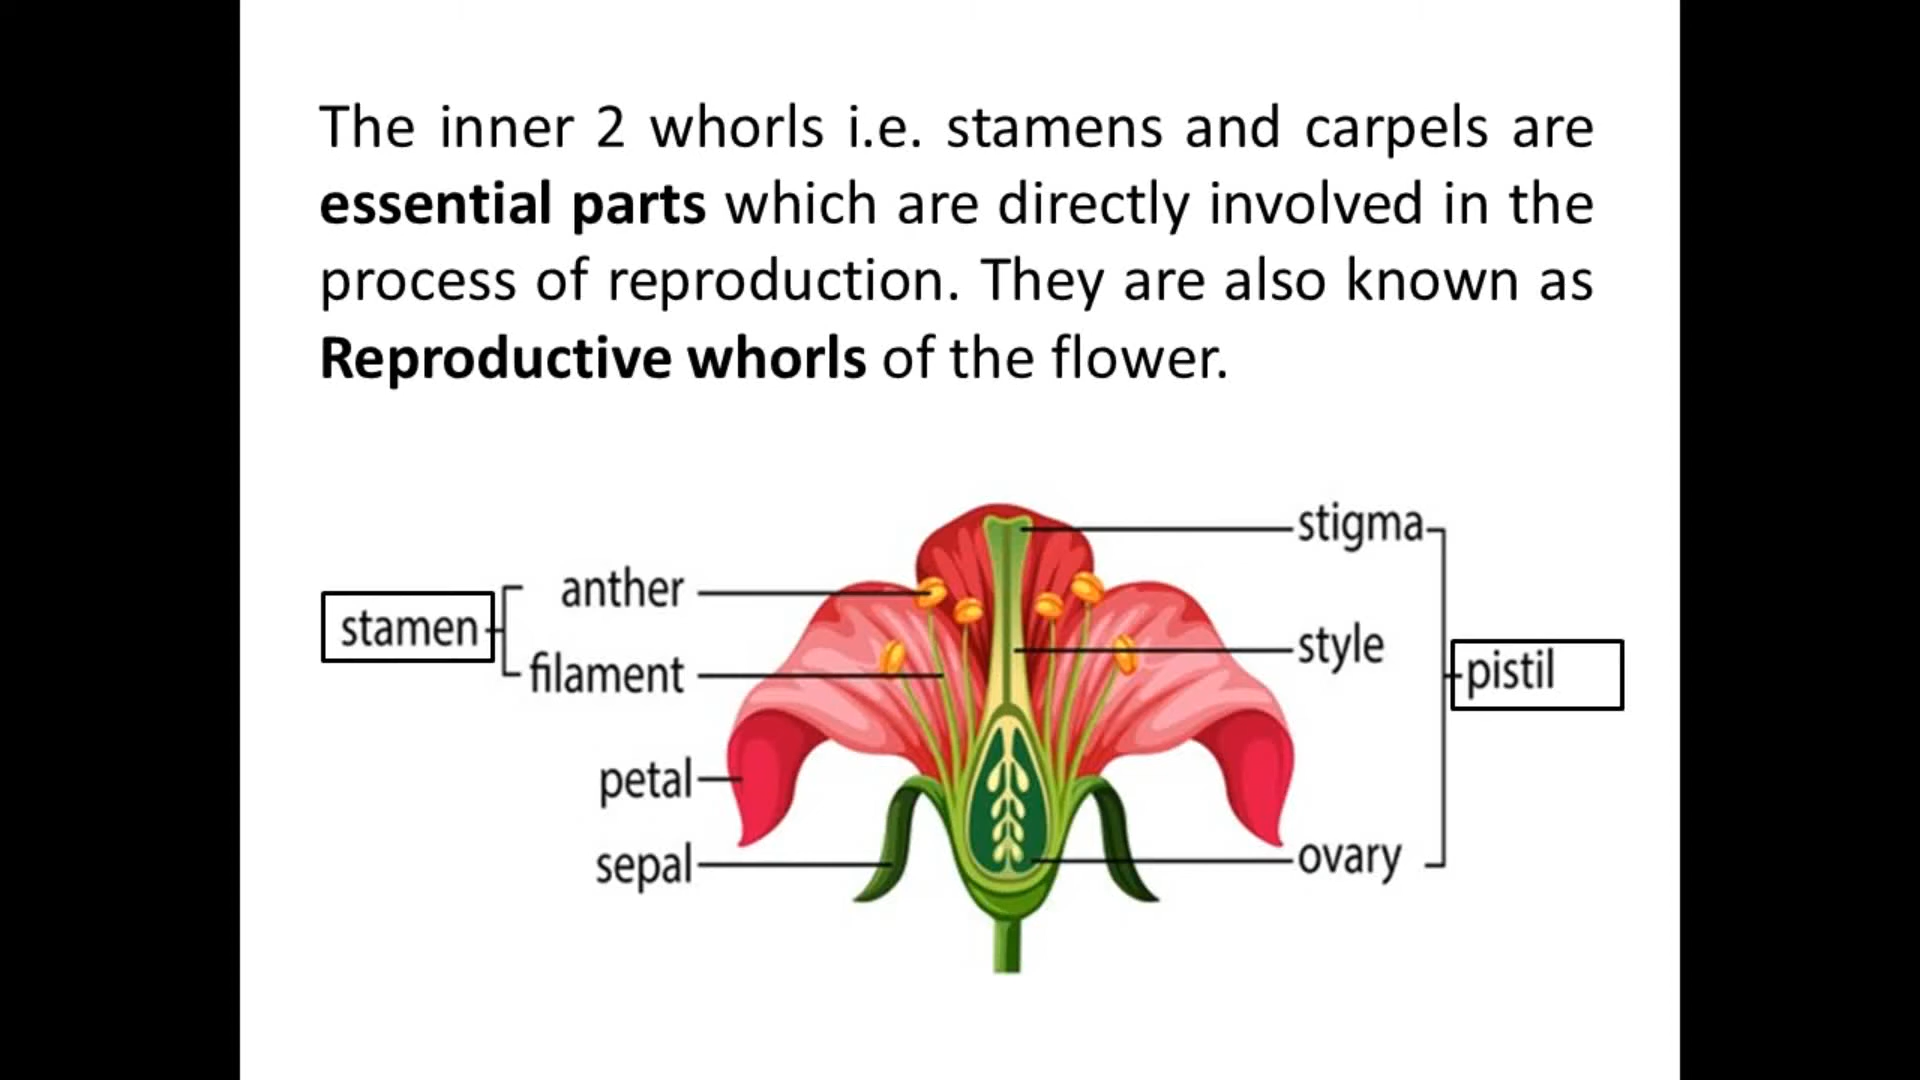 The inner 2 whorls i.e. stamens and carpels are
essential parts which are directly involved in the
process of reproduction. They are also known as
Reproductive whorls of the flower.
stigma
anther
stamen
style
filament
pistil
petal
sepal
ovary